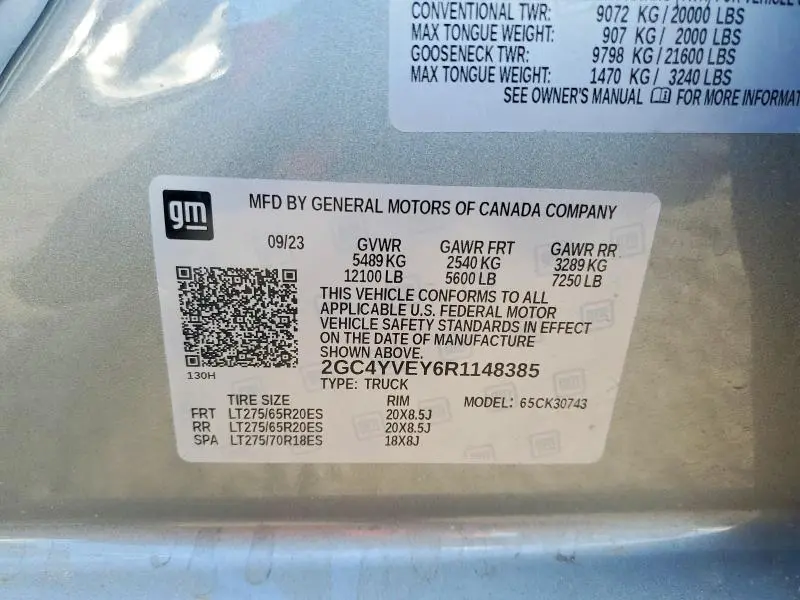 CONVENTIONAL TWR: 9072 KG/20000 LBS
MAX TONGUE WEIGHT: 907 KG/ 2000 LBS
GOOSENECK TWR: 9798 KG/21600 LBS
MAX TONGUE WEIGHT: 1470 KG/ 3240 LBS
SEE OWNER'S MANUAL FOR MORE INFORMAT
gm
MFD BY GENERAL MOTORS OF CANADA COMPANY
09/23 GVWR GAWR FRT GAWR RR
5489 KG 2540 KG 3289 KG
12100 LB 5600 LB 7250 LB
THIS VEHICLE CONFORMS TO ALL
APPLICABLE U.S. FEDERAL MOTOR
VEHICLE SAFETY STANDARDS IN EFFECT
ON THE DATE OF MANUFACTURE
SHOWN ABOVE.
130H
2GC4YVEY6R1148385
TYPE: TRUCK
TIRE SIZE RIM MODEL: 65CK30743
FRT LT275/65R20ES 20X8.5J
RR LT275/65R20ES 20X8.5J
SPA LT275/70R18ES 18X8J